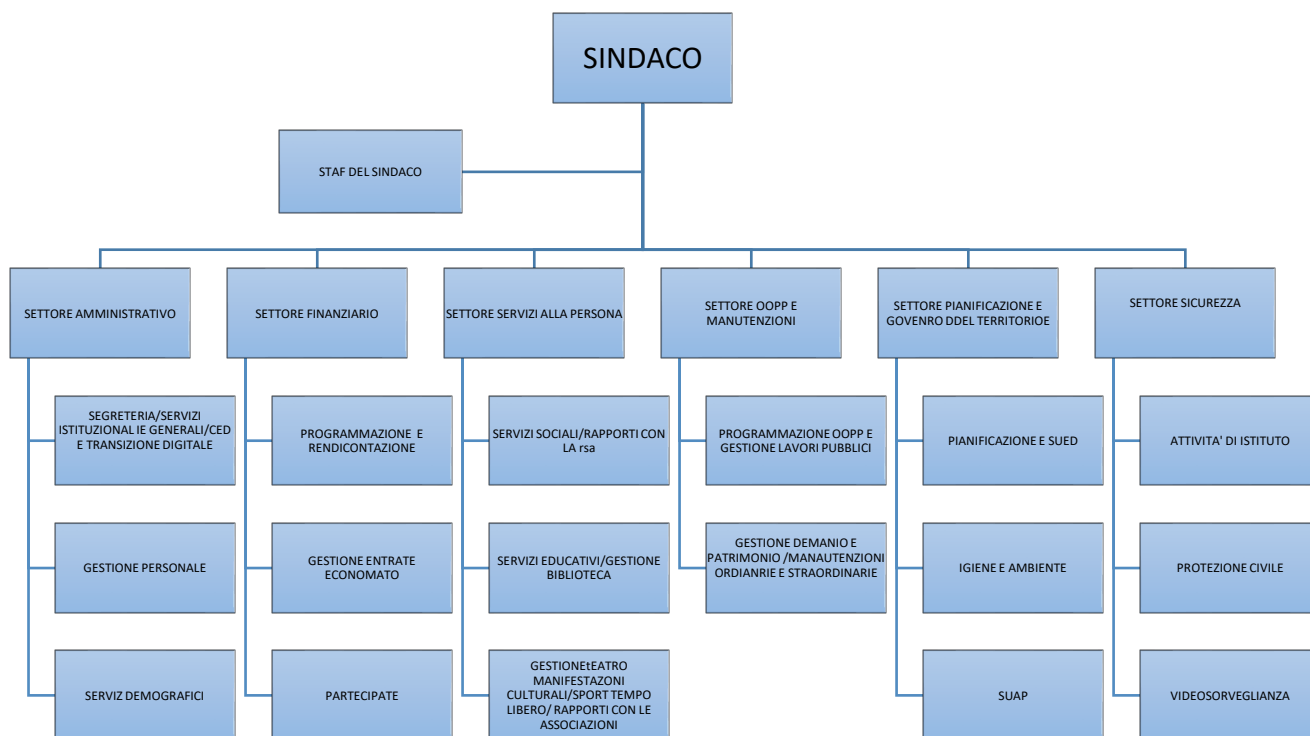 SINDACO
STAF DEL SINDACO
SETTORE AMMINISTRATIVO
SETTORE FINANZIARIO
SETTORE SERVIZI ALLA PERSONA
SETTORE OOPP E
MANUTENZIONI
SETTORE PIANIFICAZIONE E
GOVENRO DDEL TERRITORIOE
SETTORE SICUREZZA
SEGRETERIA/SERVIZI
ISTITUZIONAL IE GENERALI/CED
E TRANSIZIONE DIGITALE
PROGRAMMAZIONE E
RENDICONTAZIONE
SERVIZI SOCIALI/RAPPORTI CON
LA rsa
PROGRAMMAZIONE OOPP E
GESTIONE LAVORI PUBBLICI
PIANIFICAZIONE E SUED
ATTIVITA' DI ISTITUTO
GESTIONE PERSONALE
GESTIONE ENTRATE
ECONOMATO
SERVIZI EDUCATIVI/GESTIONE
BIBLIOTECA
GESTIONE DEMANIO E
PATRIMONIO /MANAUTENZIONI
ORDIANRIE E STRAORDINARIE
IGIENE E AMBIENTE
PROTEZIONE CIVILE
SERVIZ DEMOGRAFICI
PARTECIPATE
GESTIONEtEATRO
MANIFESTAZONI
CULTURALI/SPORT TEMPO
LIBERO/ RAPPORTI CON LE
ASSOCIAZIONI
SUAP
VIDEOSORVEGLIANZA